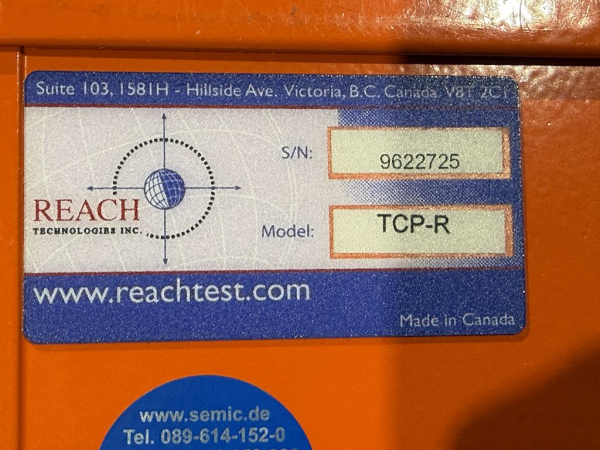 Suite 103, 1581H - Hillside Ave. Victoria, B.C. Canada V8T 2C1
S/N: 9622725
REACH
TECHNOLOGIES INC.
Model: TCP-R
www.reachtest.com
Made in Canada
www.semic.de
Tel. 089-614-152-0